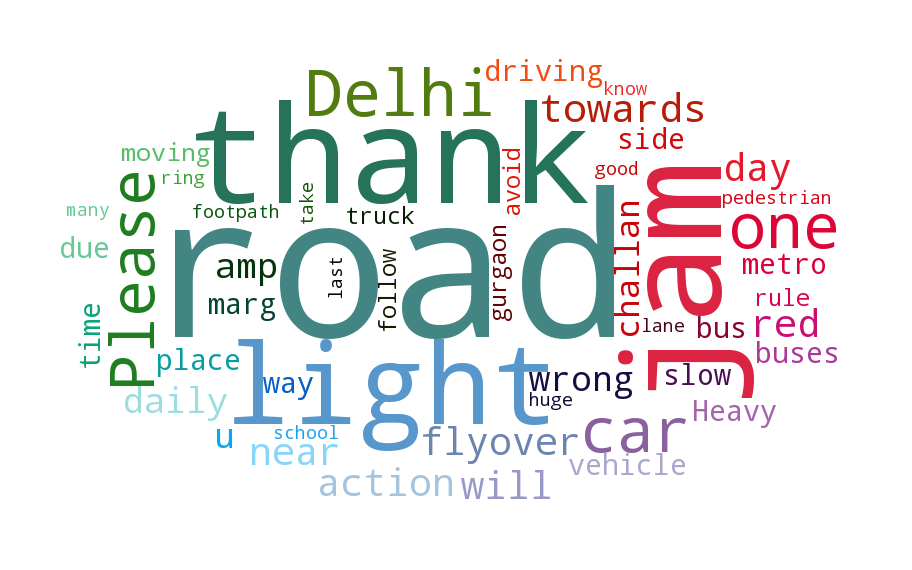 Delhi
driving
know
thank
towards
side
moving
ring
avoid
good
day
many
footpath
take
truck
pedestrian
Please
road
jam
one
due
amp
last
follow
gurgaon
challan
metro
marg
rule
time
lane
bus
red
light
place
way
wrong
slow
buses
daily
huge
Heavy
u
school
near
flyover
car
vehicle
action
will